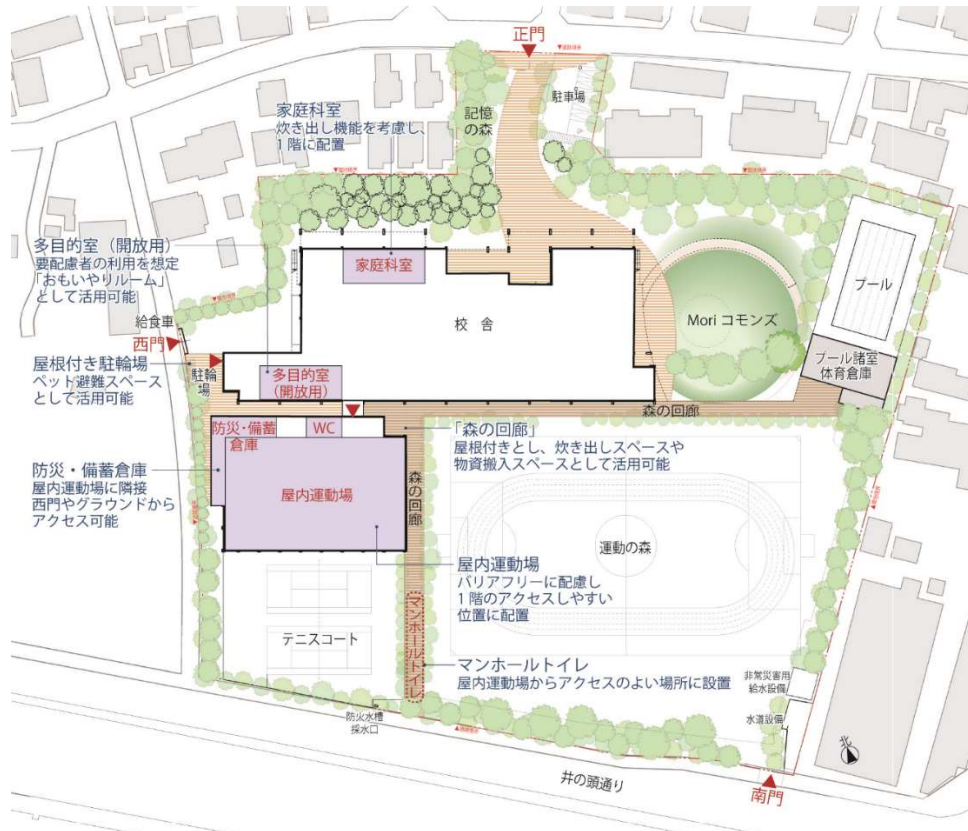 正門
駐車場
記憶
の森
家庭科室
炊き出し機能を考慮し、
1階に配置
多目的室（開放用）
要配慮者の利用を想定
「おもいやりルーム」
として活用可能
家庭科室
校 舎
プール
Mori コモンズ
給食車
西門
駐輪
場
屋根付き駐輪場
ペット避難スペース
として活用可能
多目的室
（開放用）
プール諸室
体育倉庫
森の回廊
防災・備蓄
倉庫
WC
「森の回廊」
屋根付きとし、炊き出しスペースや
物資搬入スペースとして活用可能
防災・備蓄倉庫
屋内運動場に隣接
西門やグラウンドから
アクセス可能
屋内運動場
森の回廊
運動の森
屋内運動場
バリアフリーに配慮し
1階のアクセスしやすい
位置に配置
テニスコート
マンホールトイレ
マンホールトイレ
屋内運動場からアクセスのよい場所に設置
非常災害用
給水設備
水道設備
防火水槽
採水口
北
井の頭通り
南門